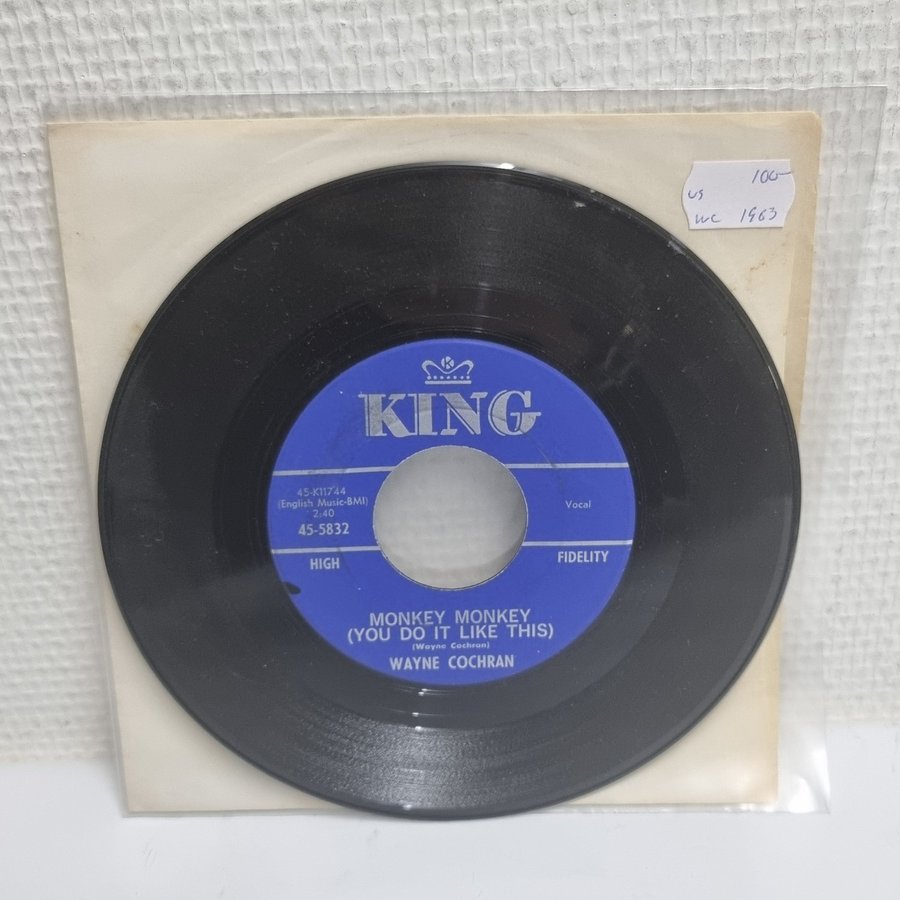 100-
us
wc 1963
K
KING
45-K11744
(English Music-BMI)
2:40
45-5832
Vocal
HIGH
FIDELITY
MONKEY MONKEY
(YOU DO IT LIKE THIS)
(Wayne Cochran)
WAYNE COCHRAN